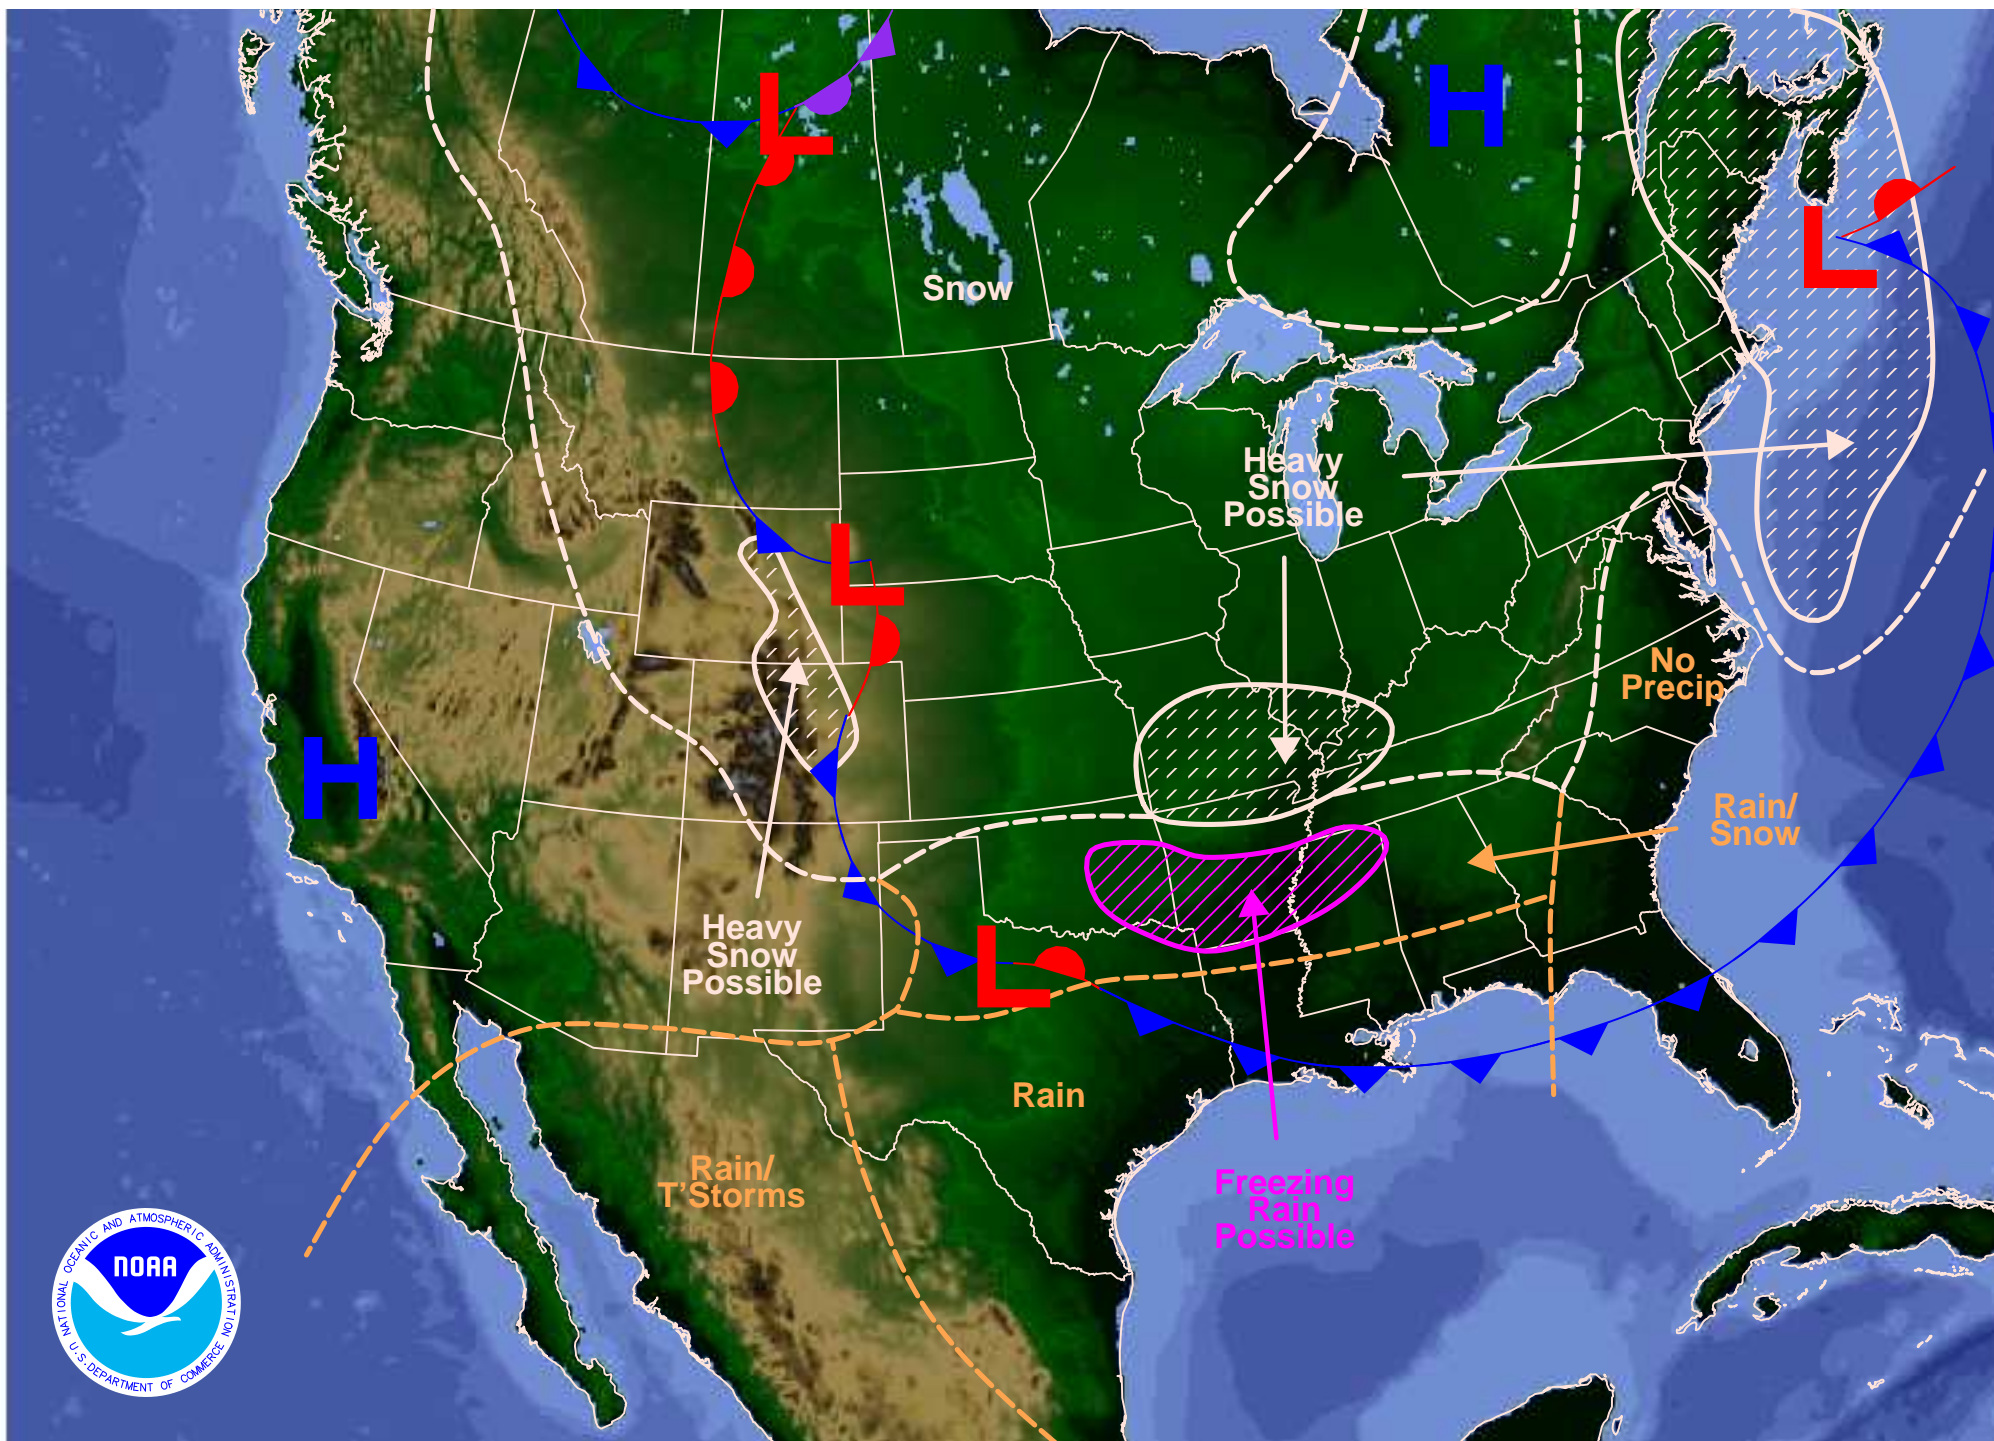 H
L
L
Snow
Heavy
Snow
Possible
L
No
Precip
H
Rain/
Snow
Heavy
Snow
Possible
L
Rain
Rain/
T'Storms
Freezing
Rain
Possible
NATIONAL OCEANIC AND ATMOSPHERIC ADMINISTRATION
NOAA
U.S. DEPARTMENT OF COMMERCE